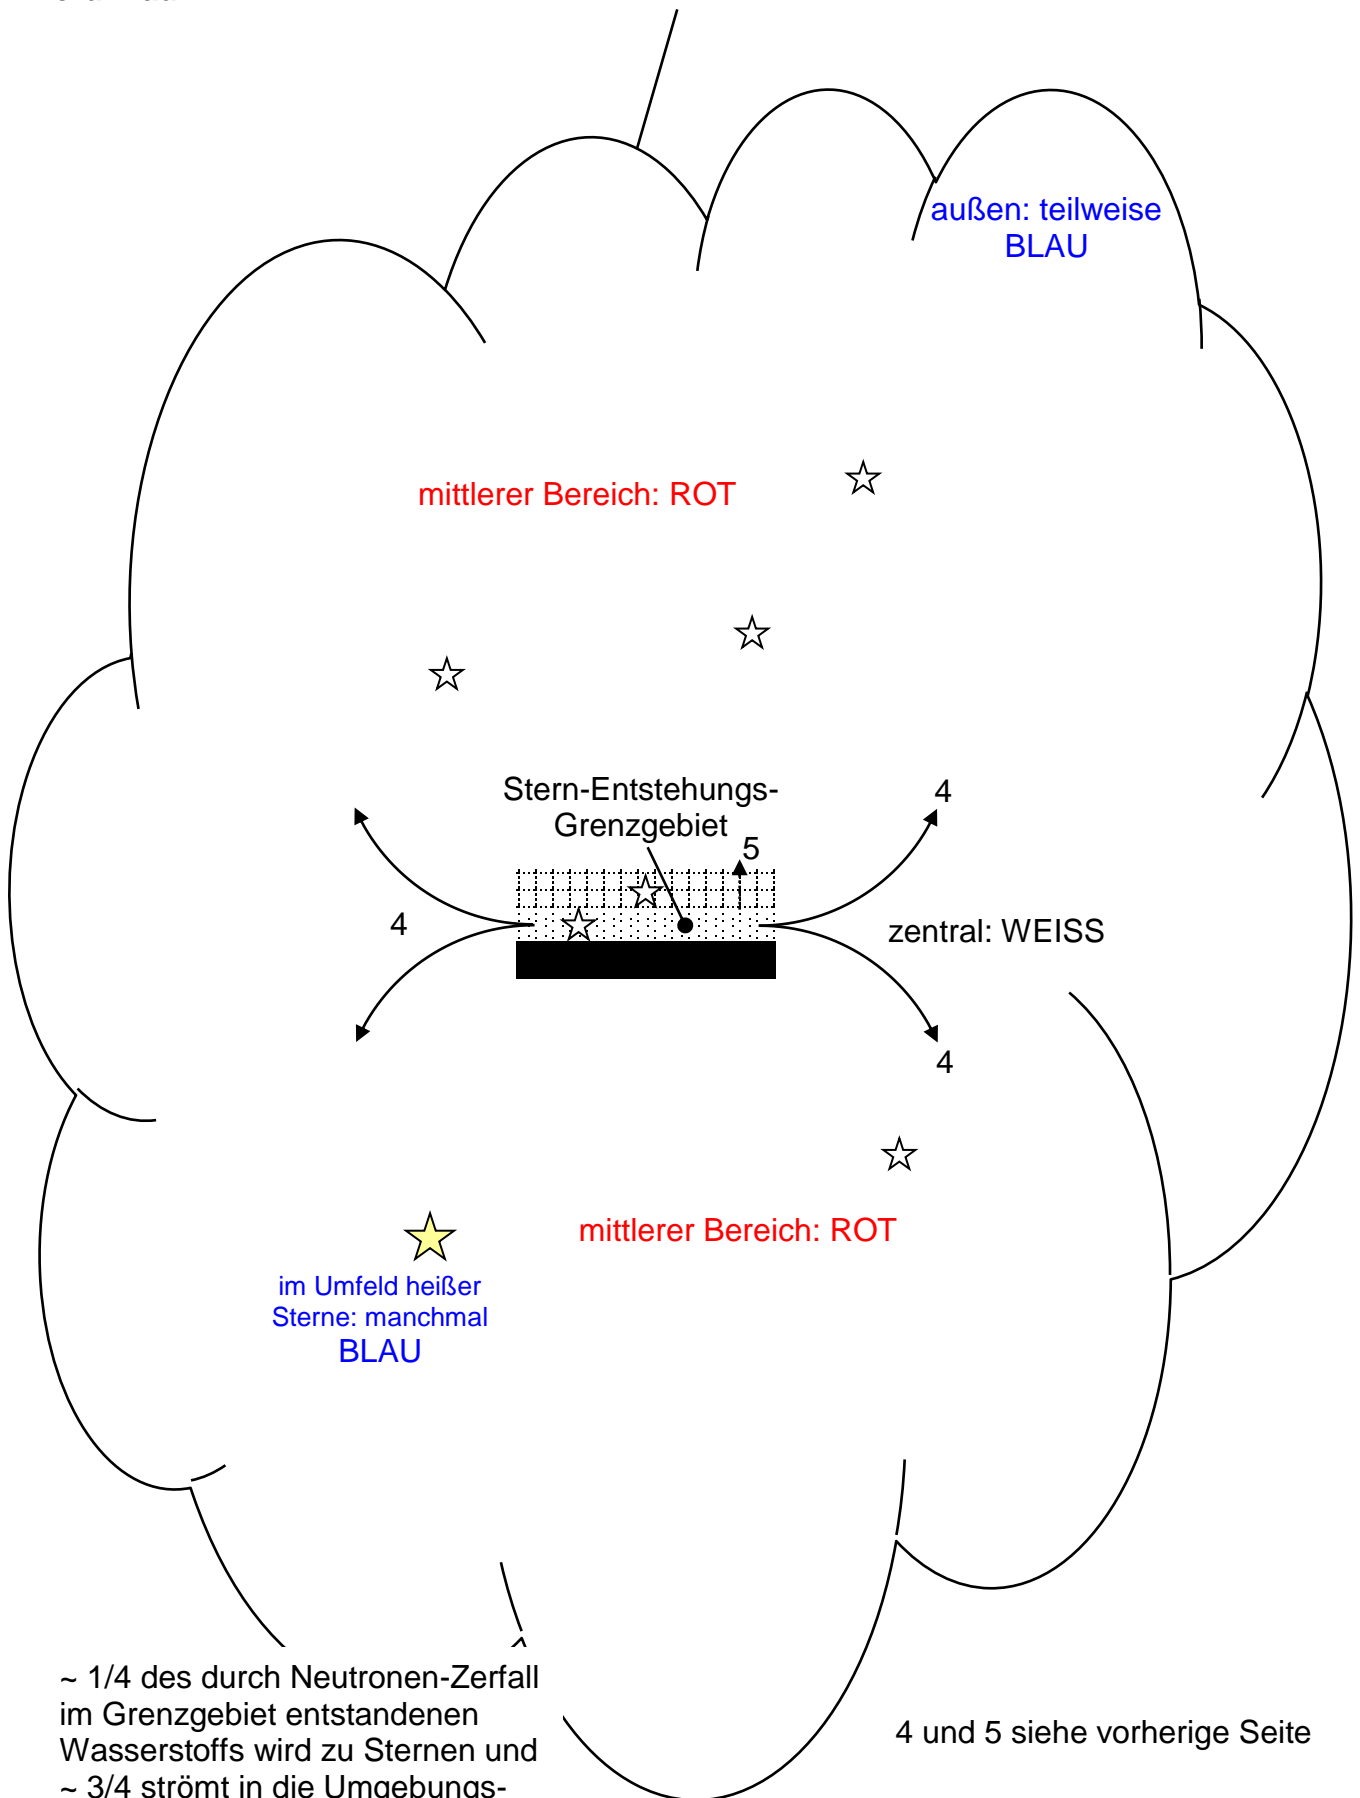 außen: teilweise
BLAU
mittlerer Bereich: ROT
Stern-Entstehungs-
Grenzgebiet
4
5
4
zentral: WEISS
4
mittlerer Bereich: ROT
im Umfeld heißer
Sterne: manchmal
BLAU
~ 1/4 des durch Neutronen-Zerfall
im Grenzgebiet entstandenen
Wasserstoffs wird zu Sternen und
~ 3/4 strömt in die Umgebungs-
4 und 5 siehe vorherige Seite